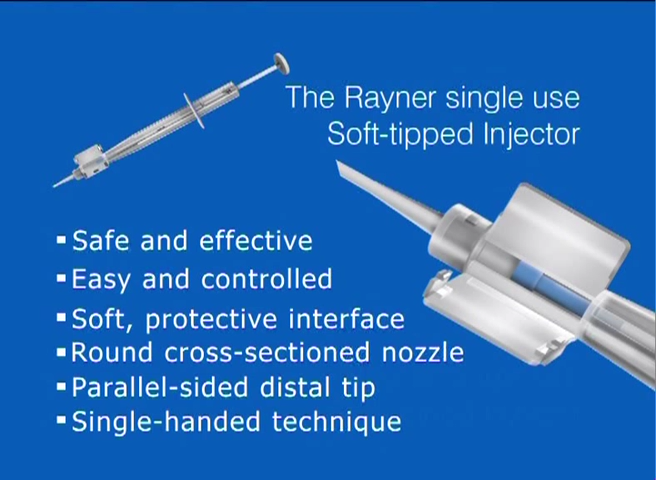 The Rayner single use
Soft-tipped Injector
▪Safe and effective
▪Easy and controlled
▪Soft, protective interface
▪Round cross-sectioned nozzle
▪Parallel-sided distal tip
▪Single-handed technique